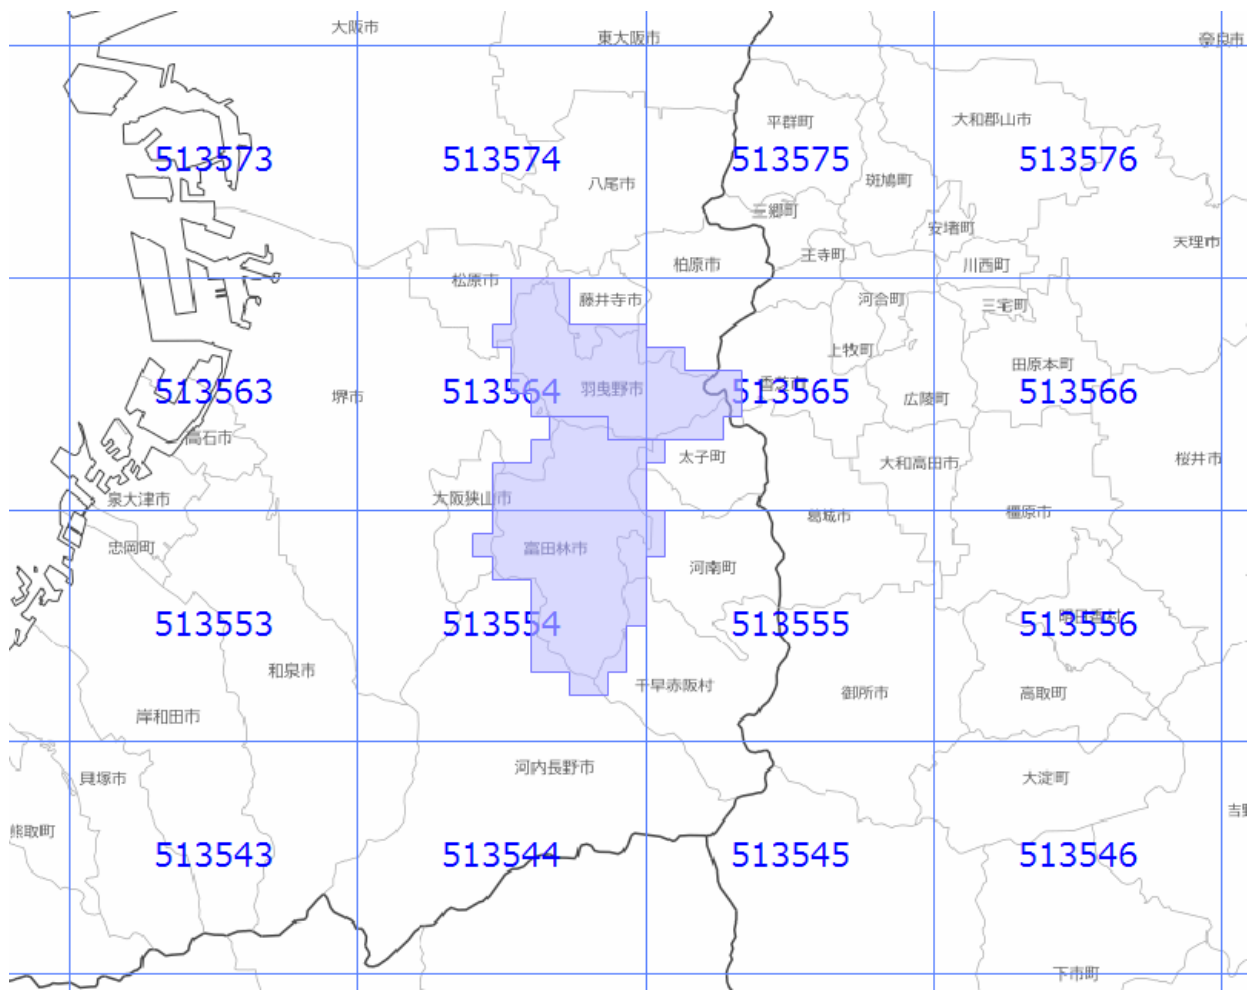 大阪市
東大阪市
奈良市
平群町
大和郡山市
513573
513574
513575
513576
八尾市
斑鳩町
三郷町
安堵町
天理市
柏原市
王寺町
川西町
松原市
藤井寺市
河合町
三宅町
上牧町
田原本町
513563
513564
513565
513566
堺市
羽曳野市
香芝市
広陵町
高石市
太子町
大和高田市
桜井市
泉大津市
大阪狭山市
葛城市
橿原市
忠岡町
富田林市
河南町
513553
513554
513555
513556
明日香村
和泉市
千早赤阪村
御所市
高取町
岸和田市
貝塚市
河内長野市
大淀町
熊取町
513543
513544
513545
513546
下市町